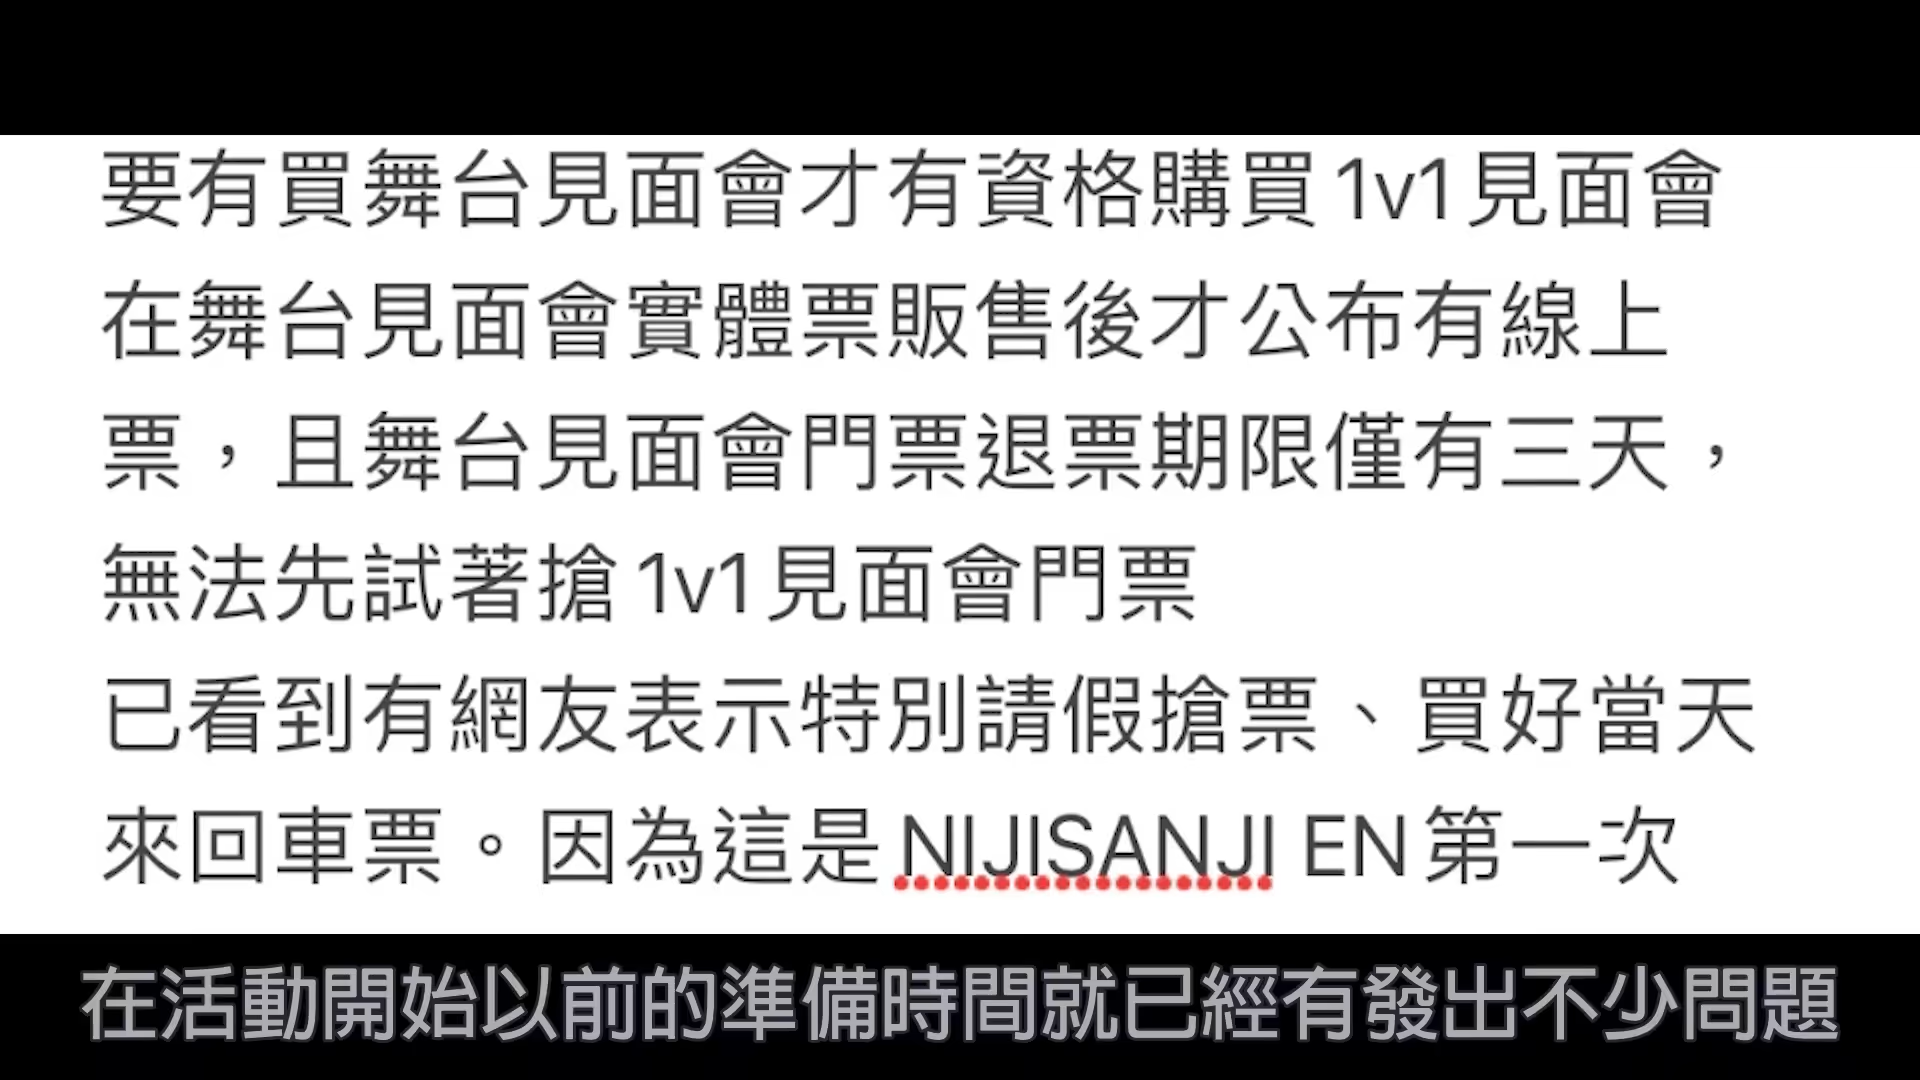 要有買舞台見面會才有資格購買1v1見面會
在舞台見面會實體票販售後才公布有線上
票，且舞台見面會門票退票期限僅有三天，
無法先試著搶1v1見面會門票
已看到有網友表示特別請假搶票、買好當天
來回車票。因為這是NIJISANJI EN第一次
在活動開始以前的準備時間就已經有發出不少問題